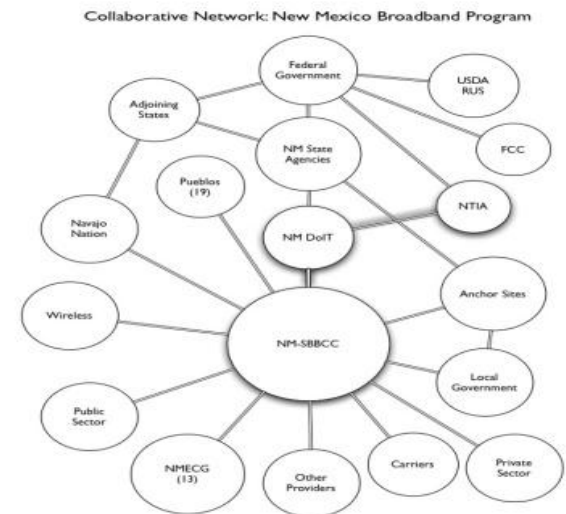 Collaborative Network: New Mexico Broadband Program
Federal
Government
USDA
RUS
Adjoining
States
NM State
Agencies
FCC
Pueblos
(19)
NTIA
Navajo
Nation
NM DoIT
Anchor Sites
Wireless
NM-SBBCC
Local
Government
Public
Sector
NMECG
(13)
Other
Providers
Carriers
Private
Sector